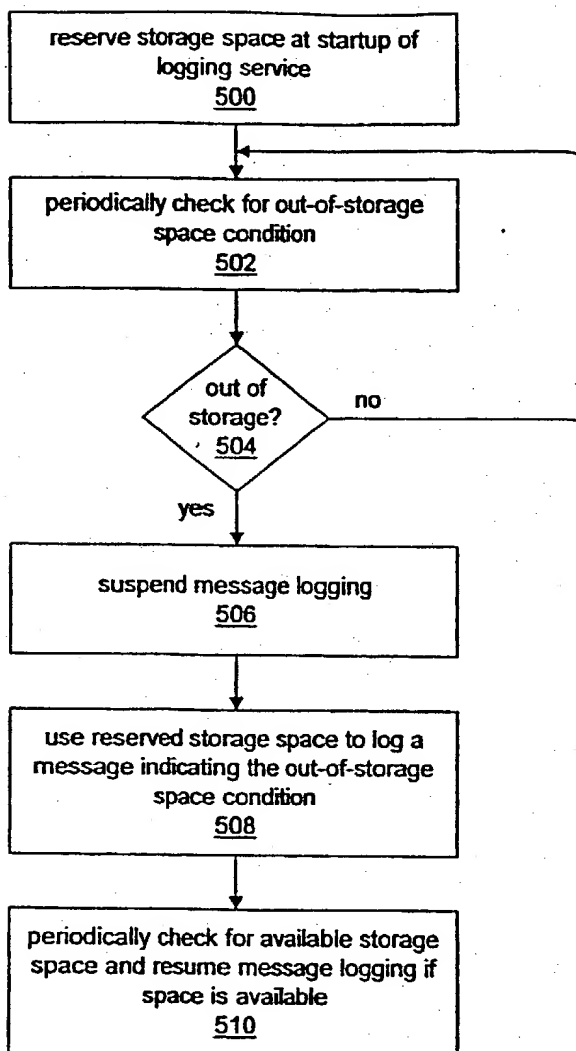 reserve storage space at startup of
logging service
500
periodically check for out-of-storage
space condition
502
out of
storage?
504
no
yes
suspend message logging
506
use reserved storage space to log a
message indicating the out-of-storage
space condition
508
periodically check for available storage
space and resume message logging if
space is available
510